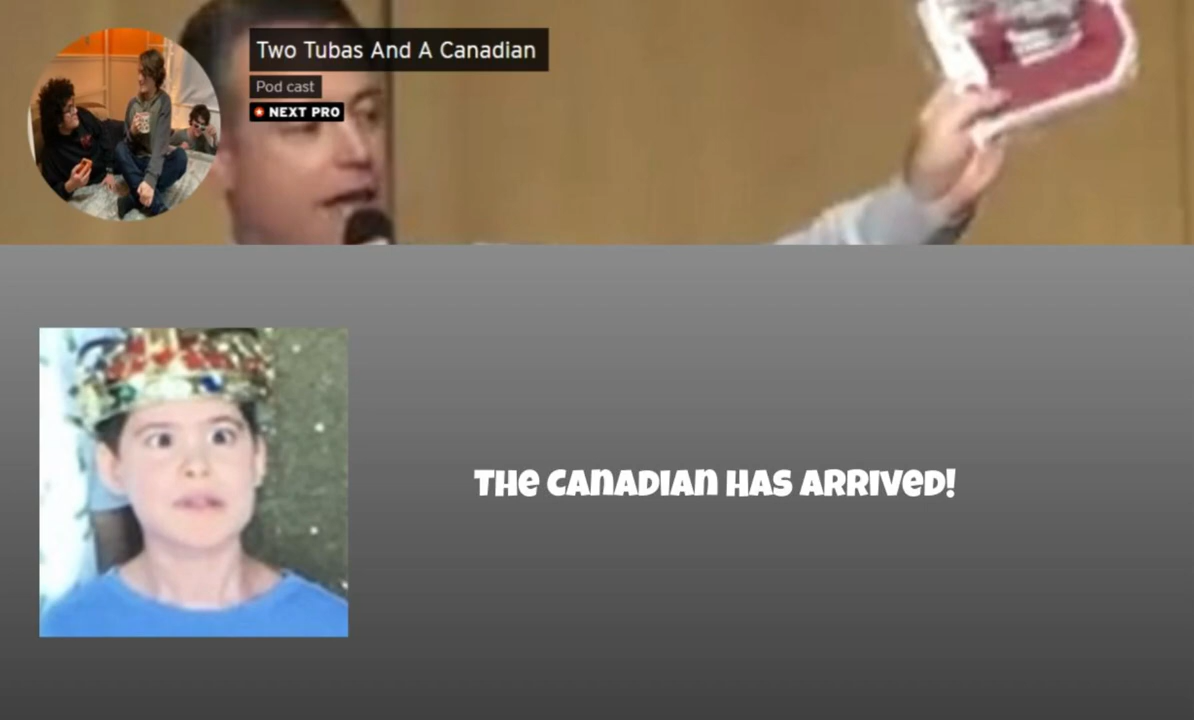 Two Tubas And A Canadian
Pod cast
NEXT PRO
THE CANADIAN HAS ARRIVED!